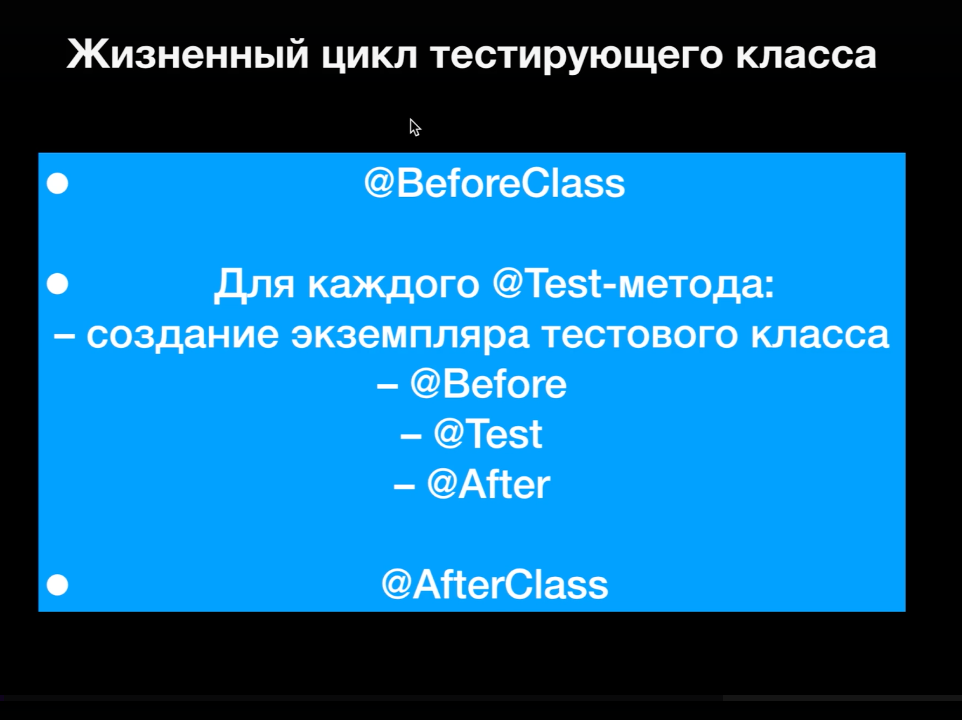 Жизненный цикл тестирующего класса
● @BeforeClass
● Для каждого @Test-метода:
– создание экземпляра тестового класса
– @Before
– @Test
– @After
● @AfterClass